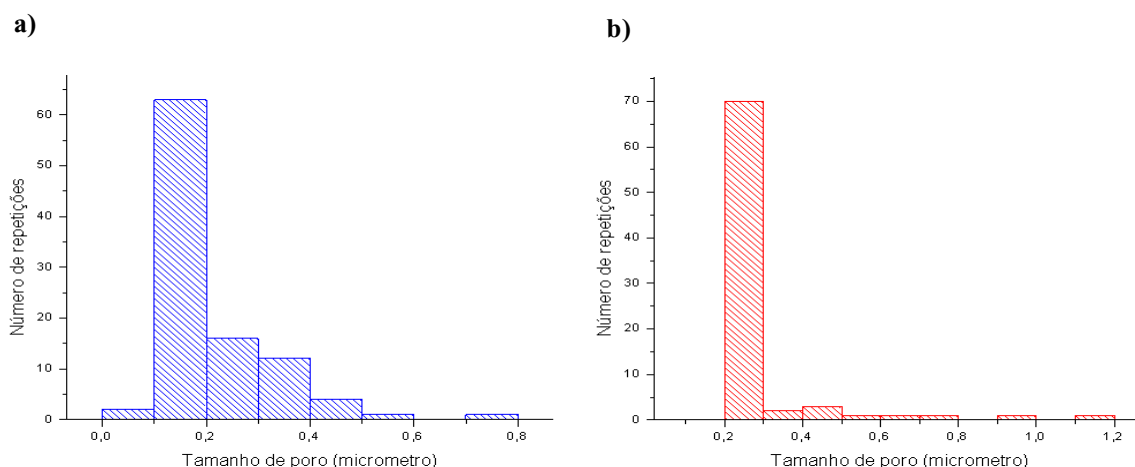 a)
Número de repetições
60
50
40
30
20
10
0
0,0 0,2 0,4 0,6 0,8
Tamanho de poro (micrometro)
b)
Número de repetições
70
60
50
40
30
20
10
0
0,2 0,4 0,6 0,8 1,0 1,2
Tamanho de poro (micrometro)